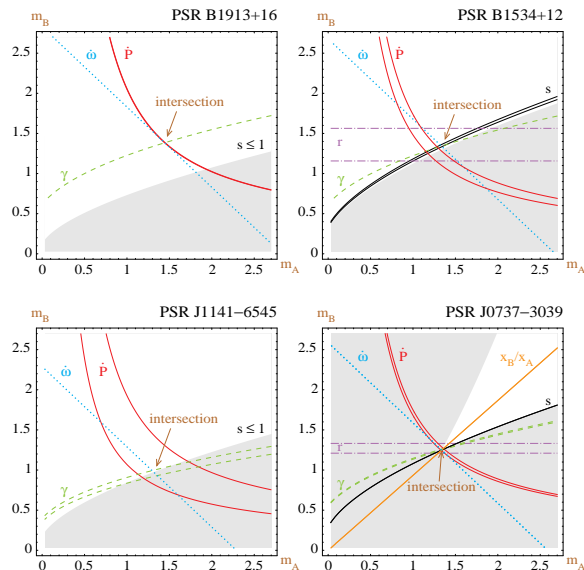 m_B PSR B1913+16
2.5
2
1.5
1
0.5
0
ω̇ Ṗ
intersection
γ
s ≤ 1
0 0.5 1 1.5 2 2.5
m_A
PSR B1534+12
2.5
2
1.5
1
0.5
0
ω̇ Ṗ
intersection
s
r
γ
0 0.5 1 1.5 2 2.5
m_A
m_B PSR J1141−6545
2.5
2
1.5
1
0.5
0
ω̇ Ṗ
intersection
s ≤ 1
γ
0 0.5 1 1.5 2 2.5
m_A
PSR J0737−3039
2.5
2
1.5
1
0.5
0
ω̇ Ṗ
x_B/x_A
s
r
γ
intersection
0 0.5 1 1.5 2 2.5
m_A